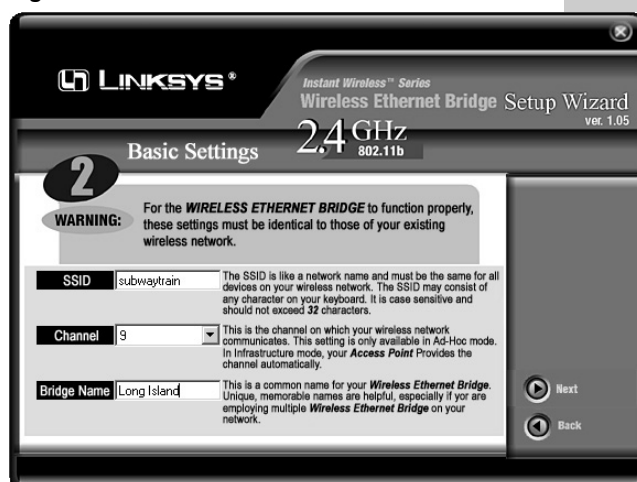 LINKSYS®
Instant Wireless™ Series
Wireless Ethernet Bridge Setup Wizard
ver. 1.05
2.4 GHz
802.11b
2
Basic Settings
WARNING:
For the WIRELESS ETHERNET BRIDGE to function properly,
these settings must be identical to those of your existing
wireless network.
SSID
subwaytrain
The SSID is like a network name and must be the same for all
devices on your wireless network. The SSID may consist of
any character on your keyboard. It is case sensitive and
should not exceed 32 characters.
Channel
9
This is the channel on which your wireless network
communicates. This setting is only available in Ad-Hoc mode.
In Infrastructure mode, your Access Point Provides the
channel automatically.
Bridge Name
Long Island
This is a common name for your Wireless Ethernet Bridge.
Unique, memorable names are helpful, especially if yor are
employing multiple Wireless Ethernet Bridge on your
network.
Next
Back